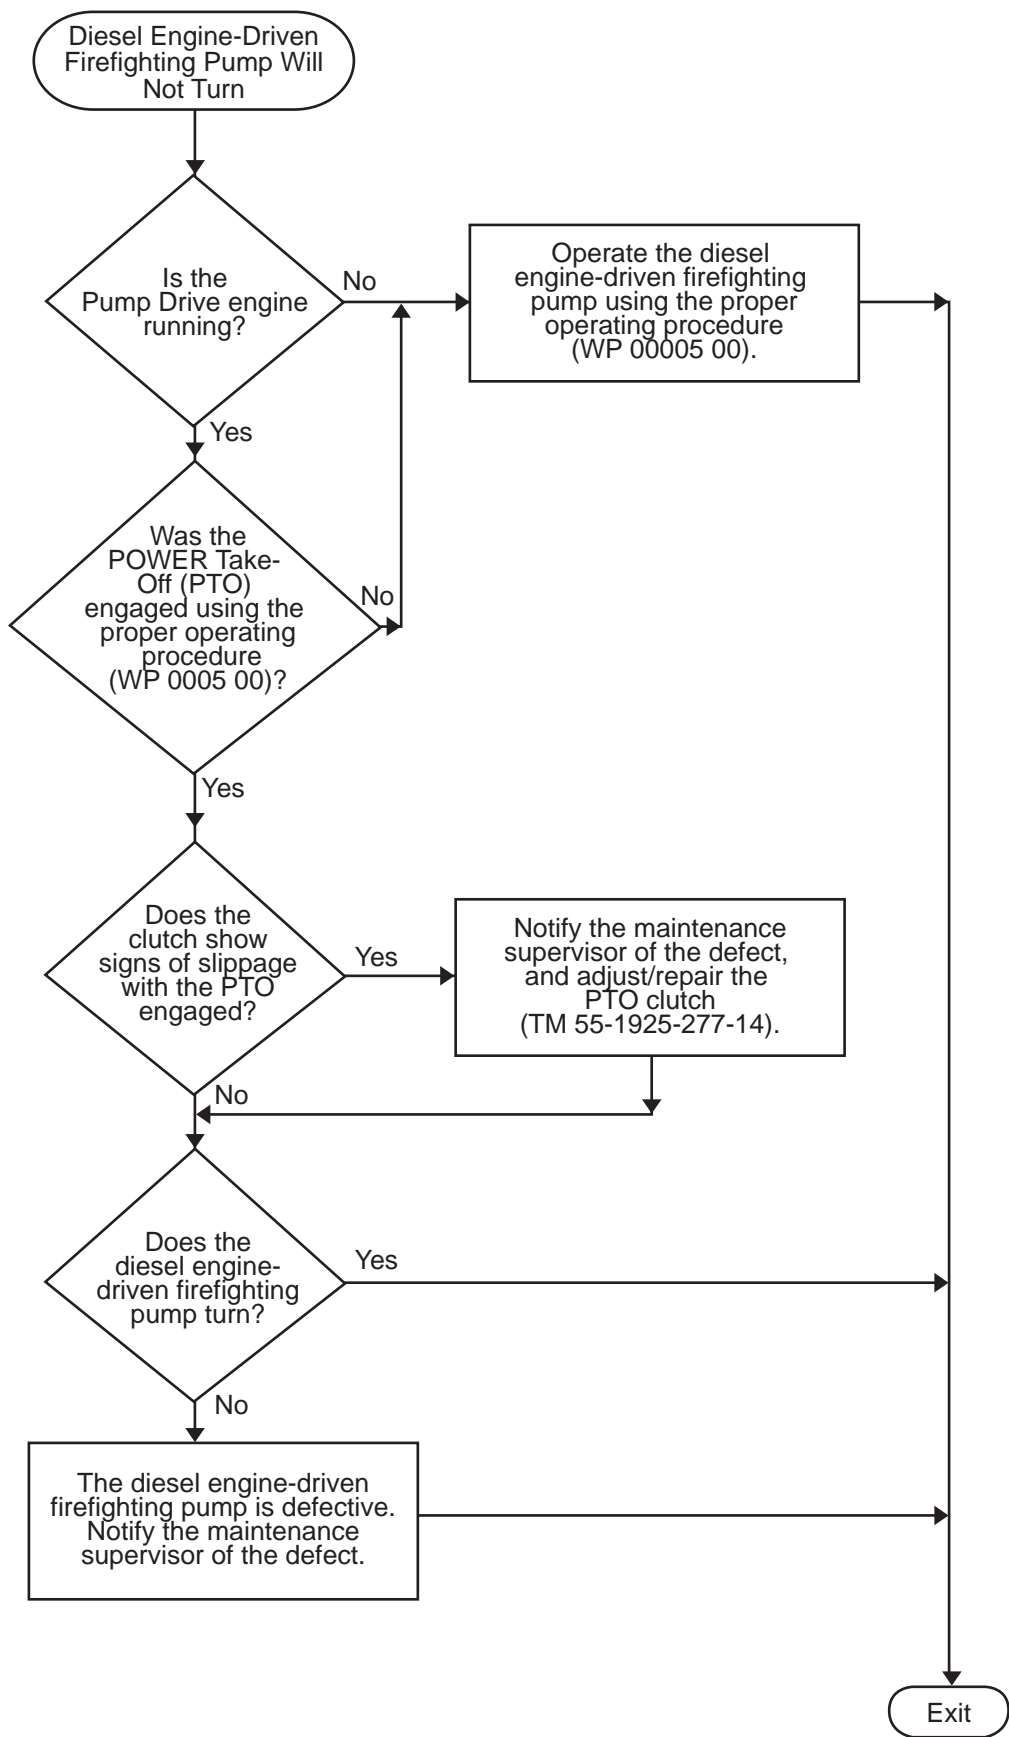 Diesel Engine-Driven
Firefighting Pump Will
Not Turn
Is the
Pump Drive engine
running?
No
Operate the diesel
engine-driven firefighting
pump using the proper
operating procedure
(WP 00005 00).
Yes
Was the
POWER Take-
Off (PTO)
engaged using the
proper operating
procedure
(WP 0005 00)?
No
Yes
Does the
clutch show
signs of slippage
with the PTO
engaged?
Yes
Notify the maintenance
supervisor of the defect,
and adjust/repair the
PTO clutch
(TM 55-1925-277-14).
No
Does the
diesel engine-
driven firefighting
pump turn?
Yes
No
The diesel engine-driven
firefighting pump is defective.
Notify the maintenance
supervisor of the defect.
Exit